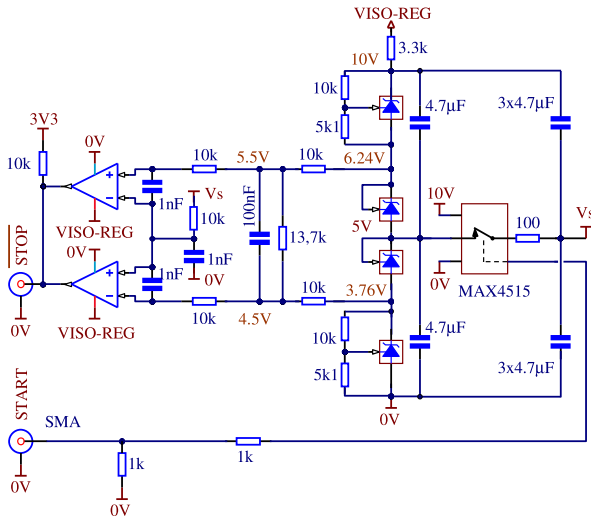 VISO-REG
3.3k
10V
10k
4.7µF
3x4.7µF
5k1
3V3
0V
10k
10k
5.5V
10k
6.24V
1nF
Vs
10k
100nF
13,7k
5V
10V
100
Vs
VISO-REG
0V
STOP
1nF
1nF
0V
0V
MAX4515
0V
VISO-REG
10k
4.5V
10k
3.76V
10k
4.7µF
3x4.7µF
5k1
0V
START
SMA
1k
1k
0V
0V